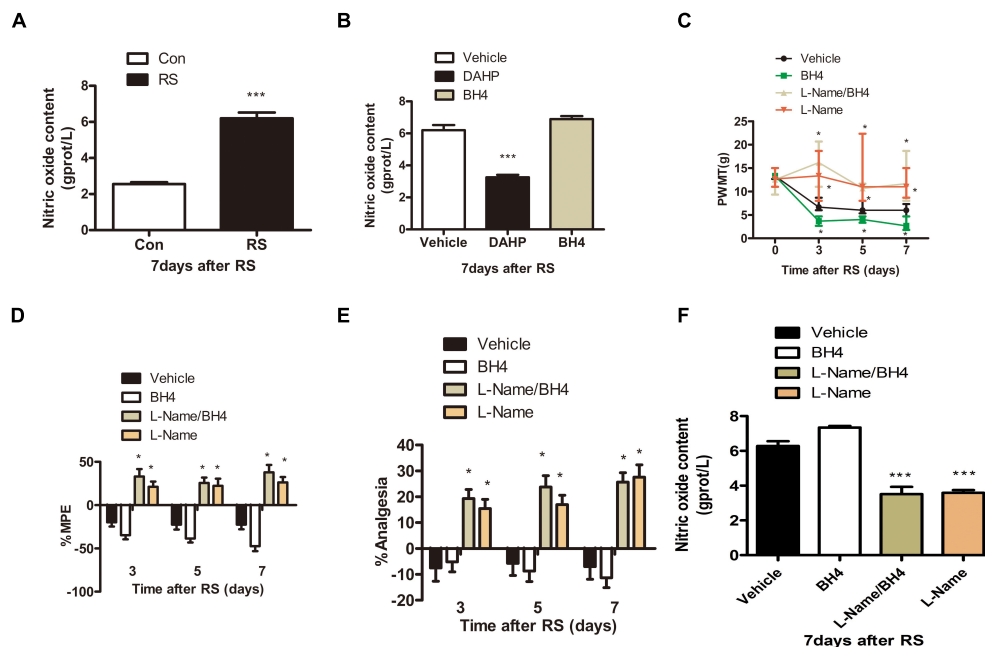 A
Con
RS
***
8
6
4
2
0
Nitric oxide content
(gprot/L)
Con
RS
7days after RS
B
Vehicle
DAHP
BH4
8
6
4
2
0
Nitric oxide content
(gprot/L)
***
Vehicle
DAHP
BH4
7days after RS
C
Vehicle
BH4
L-Name/BH4
L-Name
25
20
15
10
5
0
PWMT(g)
* * *
* * *
* * *
0 3 5 7
Time after RS (days)
D
Vehicle
BH4
L-Name/BH4
L-Name
50
0
-50
-100
%MPE
* * * * * *
3 5 7
Time after RS (days)
E
Vehicle
BH4
L-Name/BH4
L-Name
40
30
20
10
0
-10
-20
%Analgesia
* * * * * *
3 5 7
Time after RS (days)
F
Vehicle
BH4
L-Name/BH4
L-Name
8
6
4
2
0
Nitric oxide content
(gprot/L)
*** ***
Vehicle
BH4
L-Name/BH4
L-Name
7days after RS